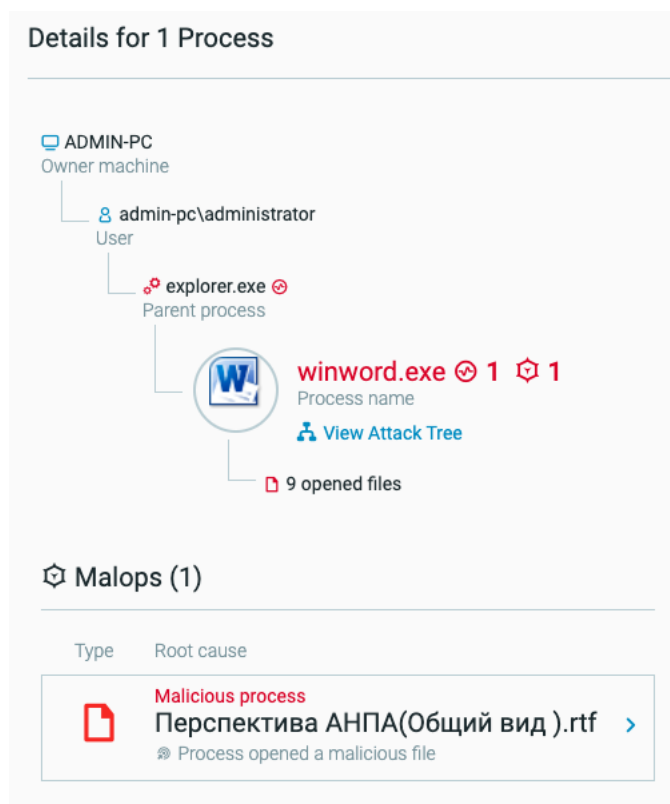 Details for 1 Process
ADMIN-PC
Owner machine
admin-pc\administrator
User
explorer.exe
Parent process
W
winword.exe 1 1
Process name
View Attack Tree
9 opened files
Malops (1)
Type Root cause
Malicious process
Перспектива АНПА(Общий вид ).rtf
Process opened a malicious file